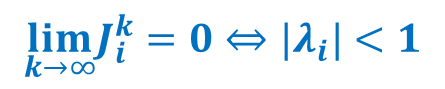 lim J_i^k = 0 ⇔ |λ_i| < 1
k→∞